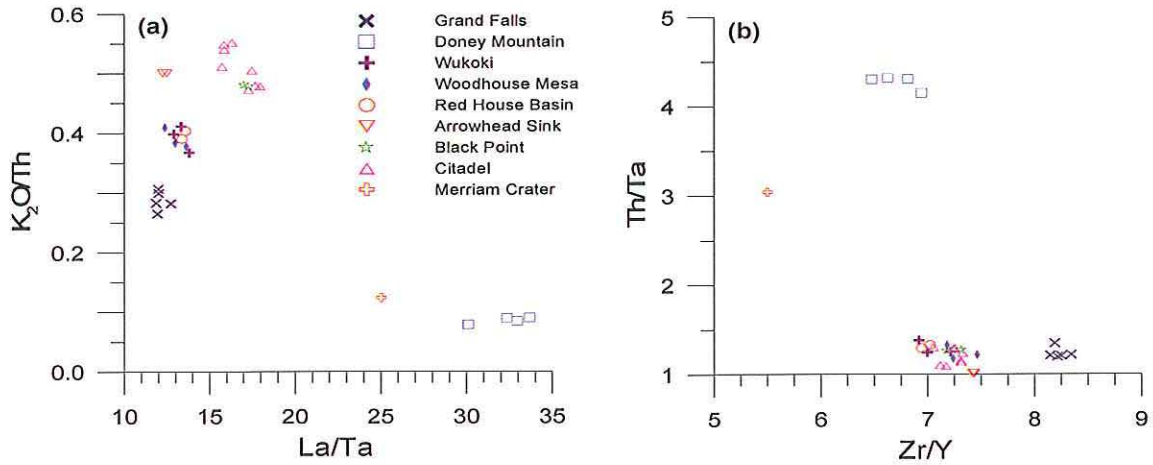 (a)
Grand Falls
Doney Mountain
Wukoki
Woodhouse Mesa
Red House Basin
Arrowhead Sink
Black Point
Citadel
Merriam Crater
0.6
0.4
0.2
0.0
K₂O/Th
10 15 20 25 30 35
La/Ta
(b)
5
4
3
2
1
Th/Ta
5 6 7 8 9
Zr/Y